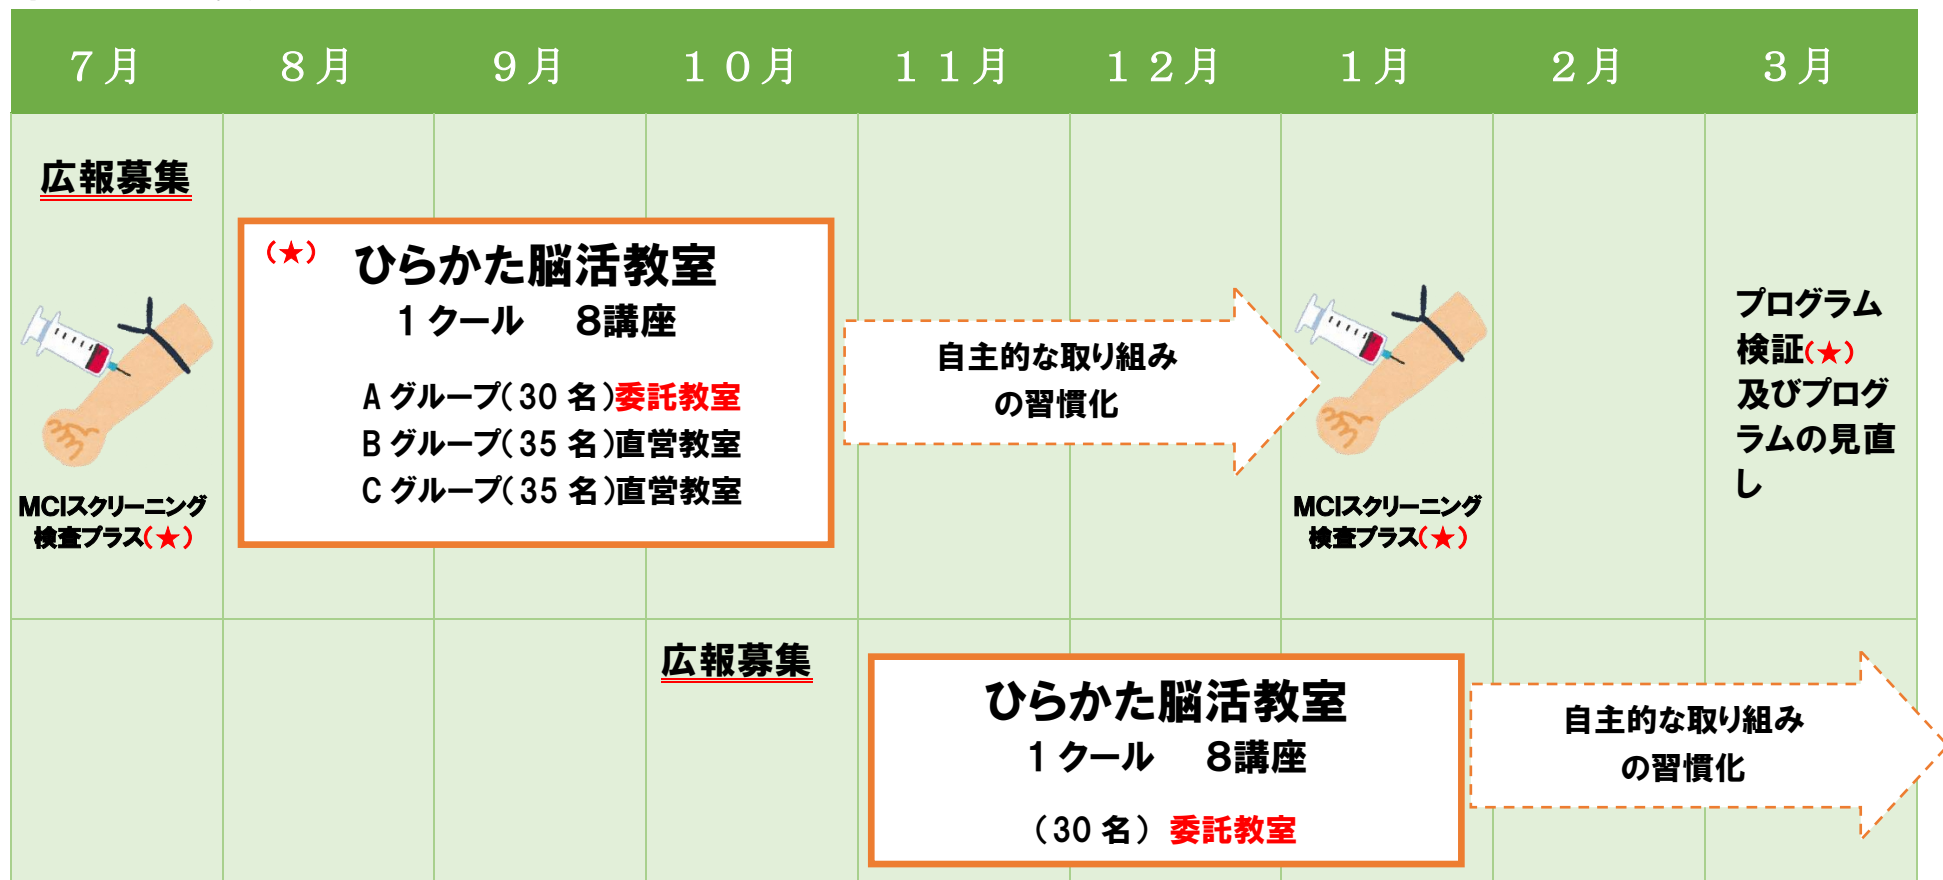 ７月 ８月 ９月 １０月 １１月 １２月 １月 ２月 ３月
広報募集
MCIスクリーニング
検査プラス（★）
（★） ひらかた脳活教室
１クール　８講座
Ａグループ（30 名）委託教室
Ｂグループ（35 名）直営教室
Ｃグループ（35 名）直営教室
自主的な取り組み
の習慣化
MCIスクリーニング
検査プラス（★）
プログラム
検証（★）
及びプログ
ラムの見直
し
広報募集
ひらかた脳活教室
１クール　８講座
（30 名） 委託教室
自主的な取り組み
の習慣化